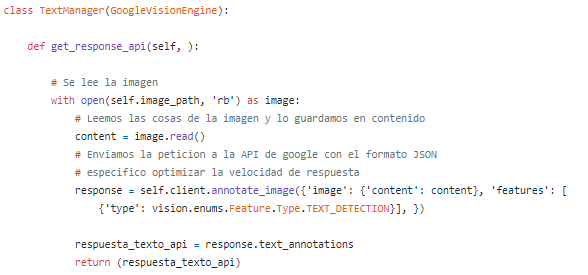 class TextManager(GoogleVisionEngine):
def get_response_api(self, ):
# Se lee la imagen
with open(self.image_path, 'rb') as image:
# Leemos las cosas de la imagen y lo guardamos en contenido
content = image.read()
# Enviamos la peticion a la API de google con el formato JSON
# especifico optimizar la velocidad de respuesta
response = self.client.annotate_image({'image': {'content': content}, 'features': [
{'type': vision.enums.Feature.Type.TEXT_DETECTION}], })
respuesta_texto_api = response.text_annotations
return (respuesta_texto_api)